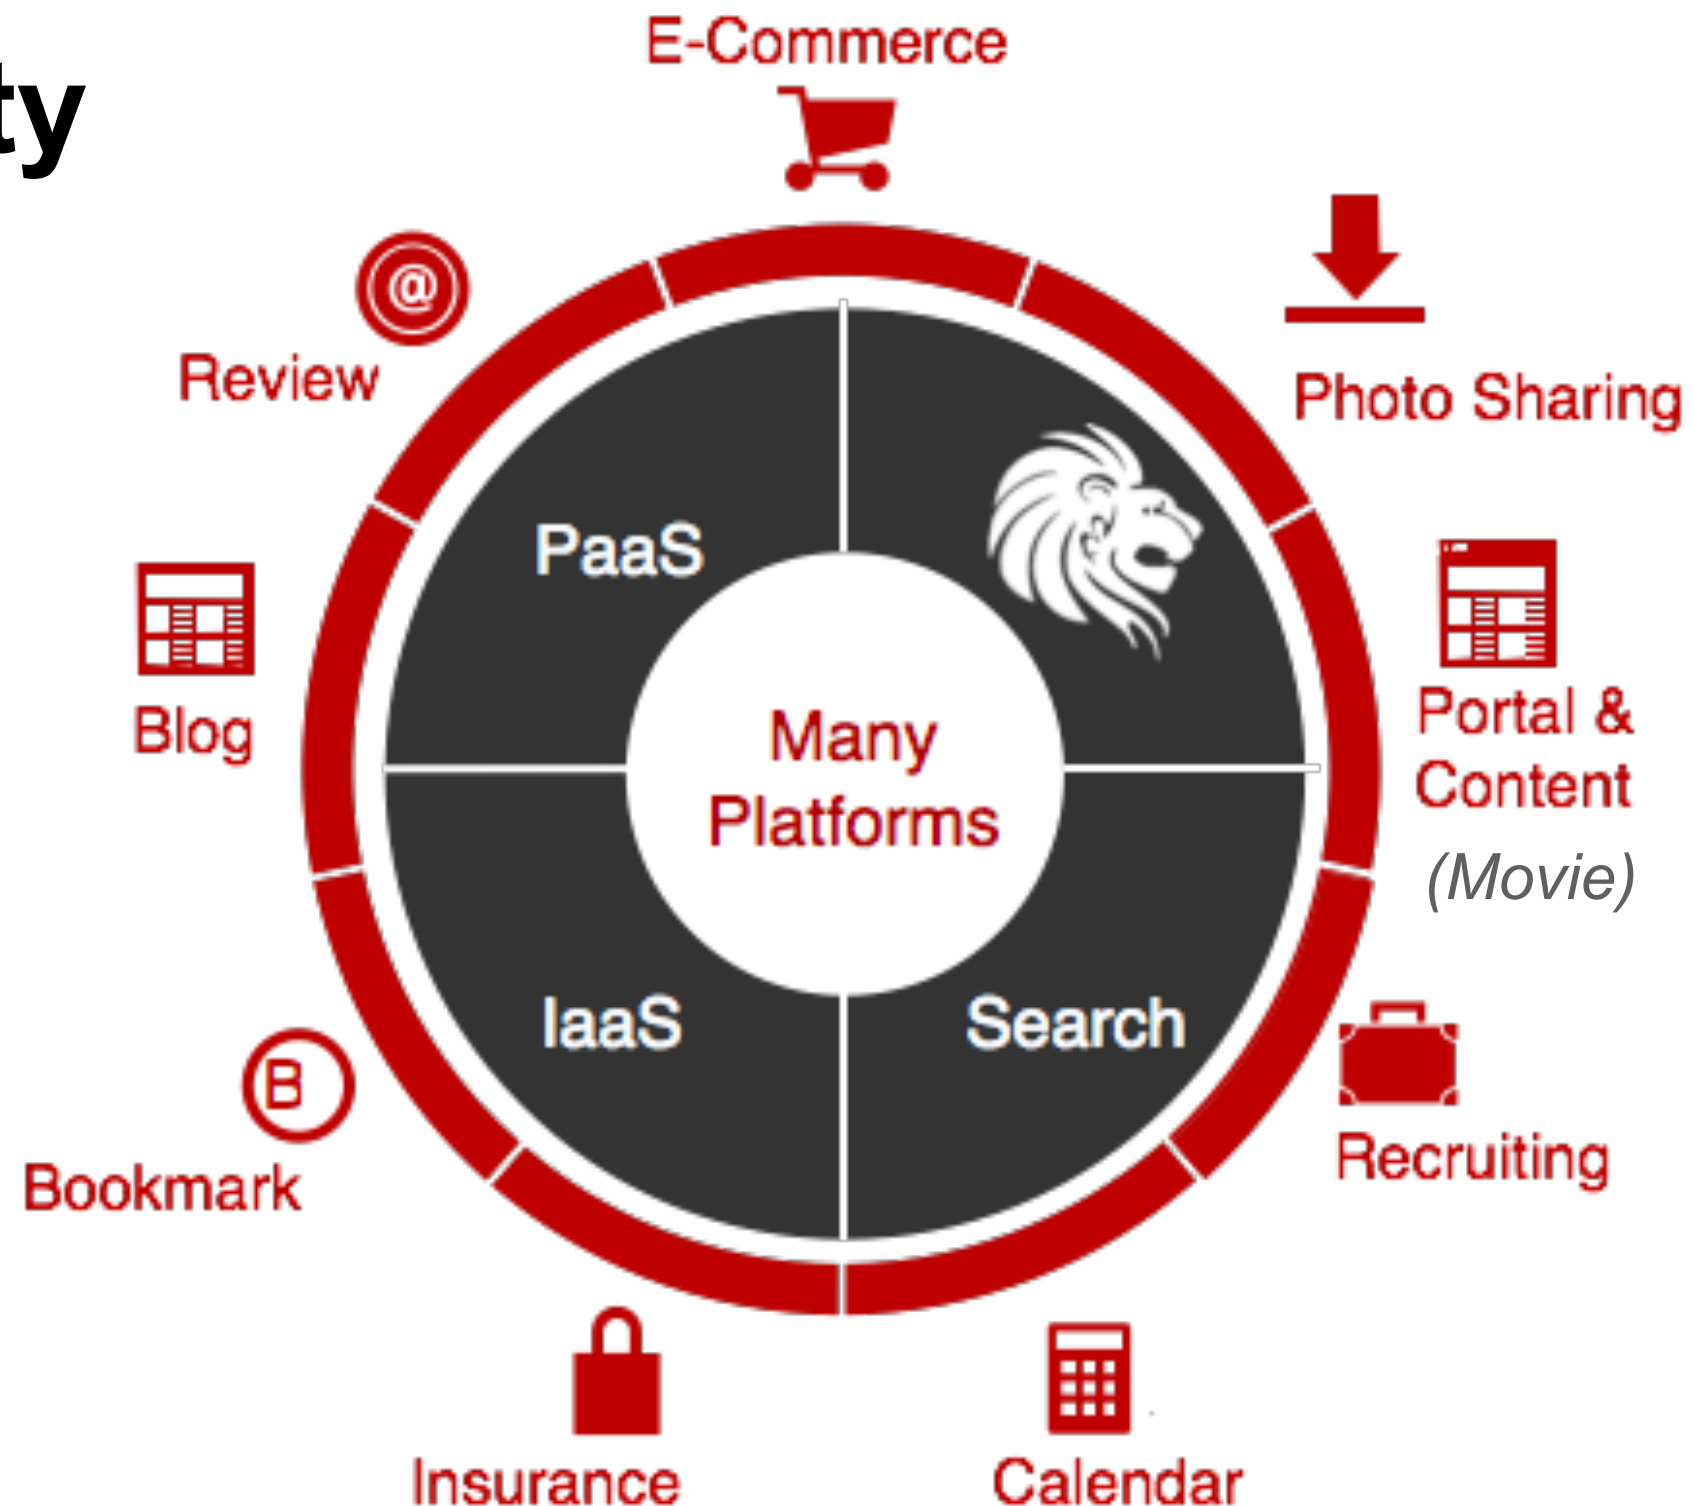 ty
E-Commerce
@
Review
Photo Sharing
PaaS
Blog
Many
Platforms
Portal &
Content
(Movie)
IaaS
Search
B
Bookmark
Recruiting
Insurance
Calendar